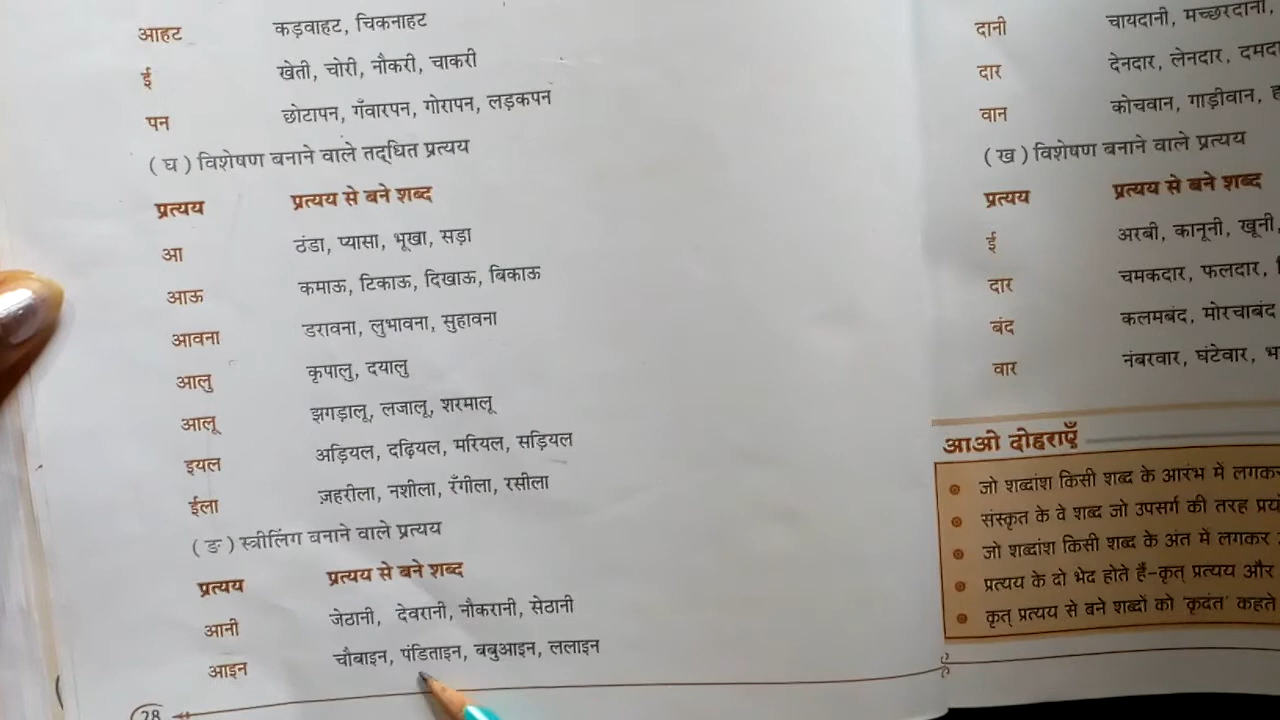 आहट कड़वाहट, चिकनाहट
ई खेती, चोरी, नौकरी, चाकरी
पन छोटापन, गँवारपन, गोरापन, लड़कपन
( घ ) विशेषण बनाने वाले तद्धित प्रत्यय
प्रत्यय प्रत्यय से बने शब्द
आ ठंडा, प्यासा, भूखा, सड़ा
आऊ कमाऊ, टिकाऊ, दिखाऊ, बिकाऊ
आवना डरावना, लुभावना, सुहावना
आलु कृपालु, दयालु
आलू झगड़ालू, लजालू, शरमालू
इयल अड़ियल, दढ़ियल, मरियल, सड़ियल
ईला ज़हरीला, नशीला, रँगीला, रसीला
( ङ ) स्त्रीलिंग बनाने वाले प्रत्यय
प्रत्यय प्रत्यय से बने शब्द
आनी जेठानी, देवरानी, नौकरानी, सेठानी
आइन चौबाइन, पंडिताइन, बबुआइन, ललाइन
28
दानी चायदानी, मच्छरदानी,
दार देनदार, लेनदार,
वान कोचवान, गाड़ीवान,
( ख ) विशेषण बनाने वाले प्रत्यय
प्रत्यय प्रत्यय से बने शब्द
ई अरबी, कानूनी, खूनी,
दार चमकदार, फलदार,
बंद कलमबंद, मोरचाबंद
वार नंबरवार, घंटेवार,
आओ दोहराएँ
जो शब्दांश किसी शब्द के आरंभ में लगकर
संस्कृत के वे शब्द जो उपसर्ग की तरह
जो शब्दांश किसी शब्द के अंत में लगकर
प्रत्यय के दो भेद होते हैं-कृत् प्रत्यय और
कृत् प्रत्यय से बने शब्दों को 'कृदंत' कहते